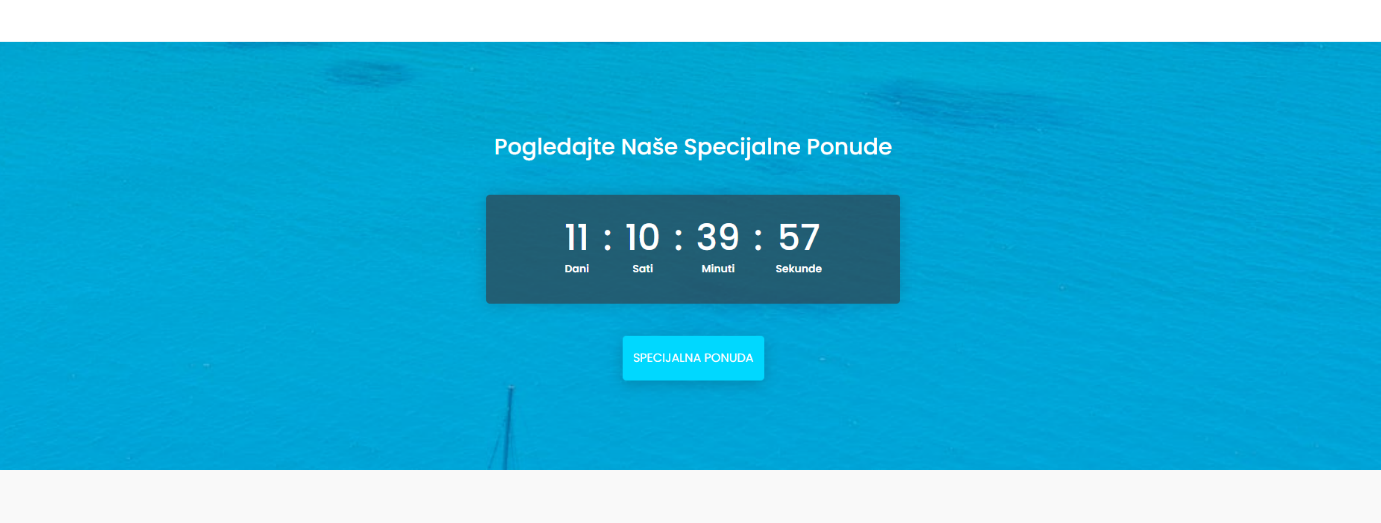 Pogledajte Naše Specijalne Ponude
11 : 10 : 39 : 57
Dani Sati Minuti Sekunde
SPECIJALNA PONUDA